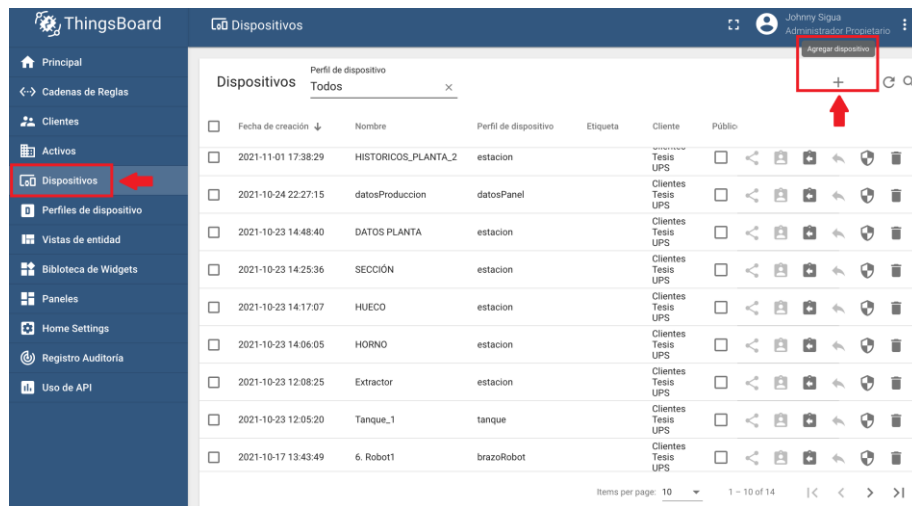 ThingsBoard
Dispositivos
Johnny Sigua
Administrador Propietario
Agregar dispositivo
Principal
Cadenas de Reglas
Clientes
Activos
Dispositivos
Perfiles de dispositivo
Vistas de entidad
Bibloteca de Widgets
Paneles
Home Settings
Registro Auditoría
Uso de API
Dispositivos
Perfil de dispositivo
Todos
Fecha de creación Nombre Perfil de dispositivo Etiqueta Cliente Público
2021-11-01 17:38:29 HISTORICOS_PLANTA_2 estacion Clientes
Tesis
UPS
2021-10-24 22:27:15 datosProduccion datosPanel Clientes
Tesis
UPS
2021-10-23 14:48:40 DATOS PLANTA estacion Clientes
Tesis
UPS
2021-10-23 14:25:36 SECCIÓN estacion Clientes
Tesis
UPS
2021-10-23 14:17:07 HUECO estacion Clientes
Tesis
UPS
2021-10-23 14:06:05 HORNO estacion Clientes
Tesis
UPS
2021-10-23 12:08:25 Extractor estacion Clientes
Tesis
UPS
2021-10-23 12:05:20 Tanque_1 tanque Clientes
Tesis
UPS
2021-10-17 13:43:49 6. Robot1 brazoRobot Clientes
Tesis
UPS
Items per page: 10 1 – 10 of 14